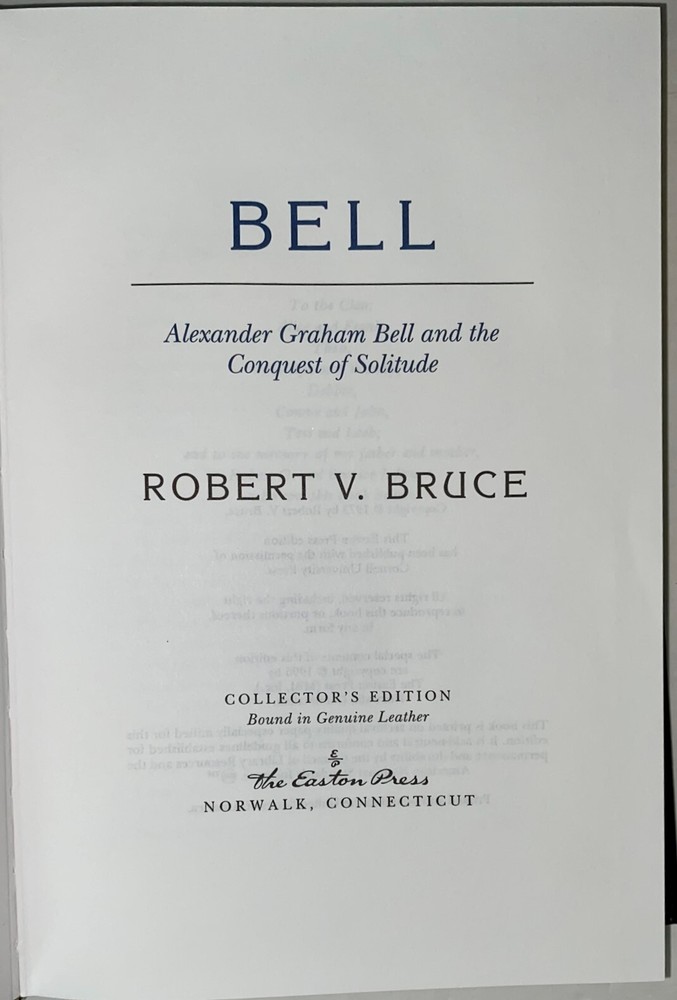 BELL
Alexander Graham Bell and the
Conquest of Solitude
ROBERT V. BRUCE
COLLECTOR'S EDITION
Bound in Genuine Leather
E
P
The Easton Press
NORWALK, CONNECTICUT